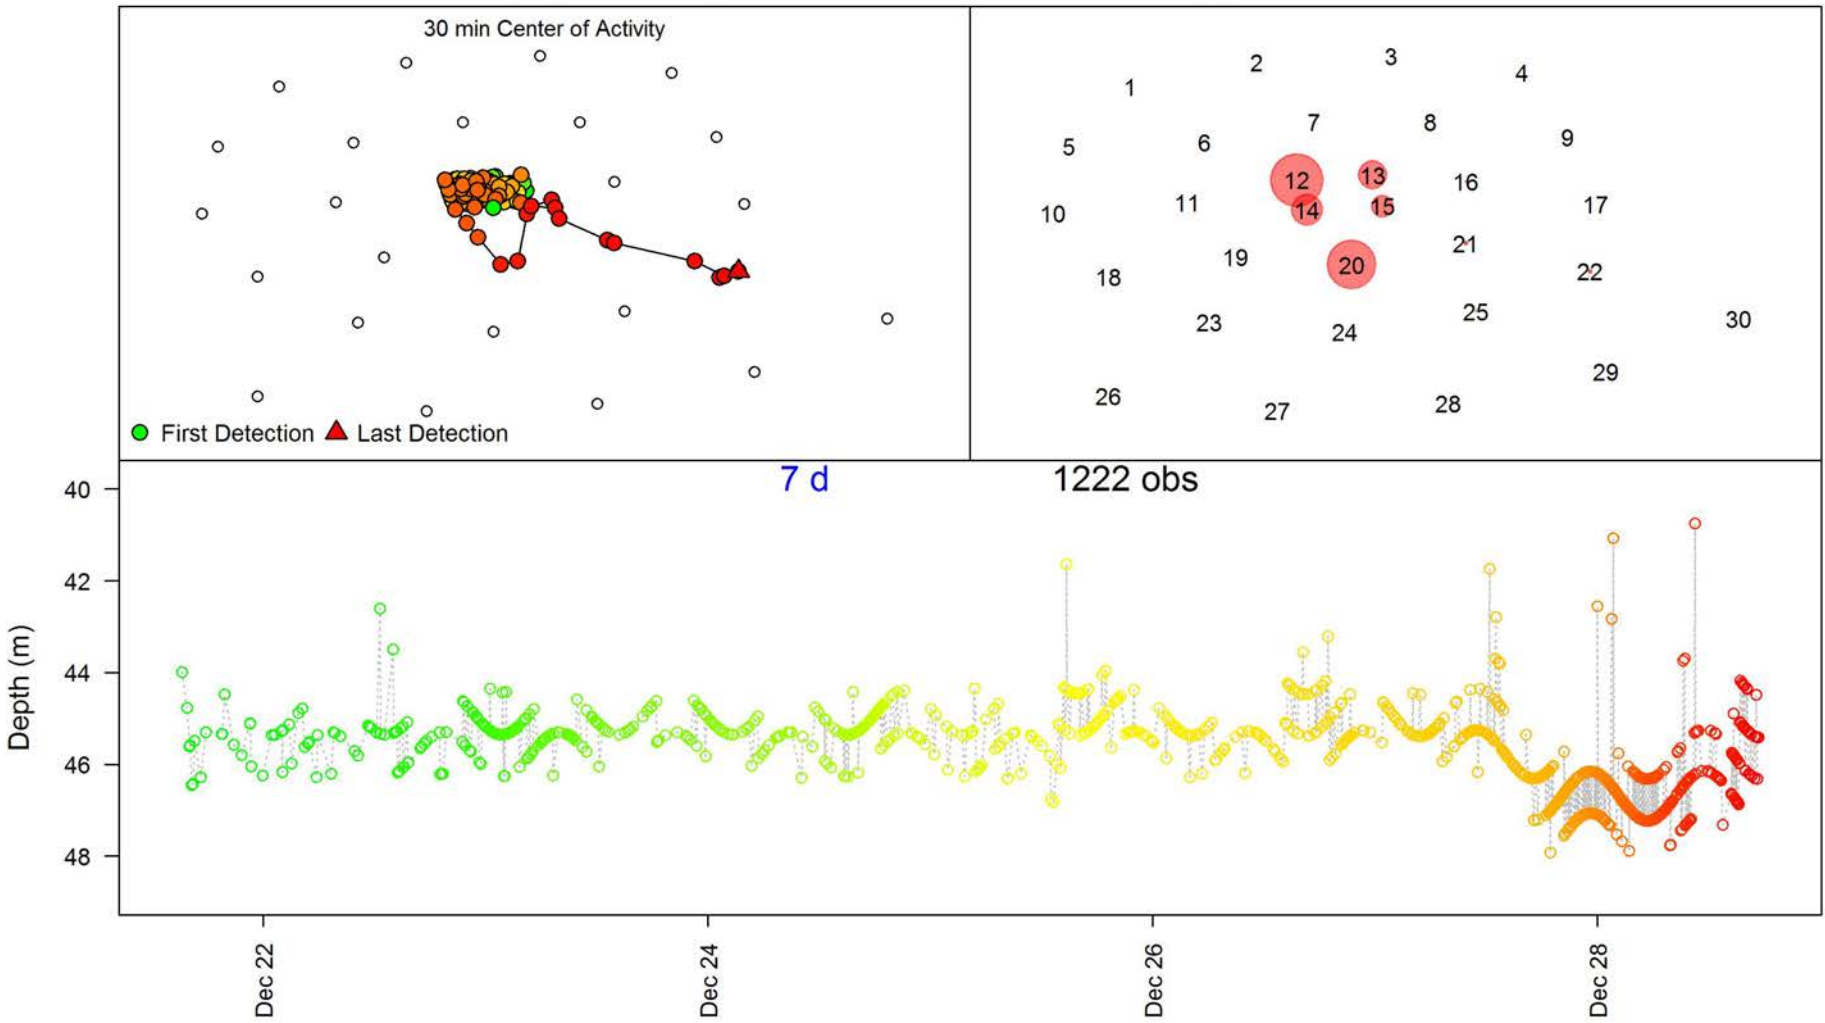 30 min Center of Activity
First Detection Last Detection
1 2 3 4
5 6 7 8 9
10 11 12 13 16 17
14 15
18 19 20 21 22
23 24 25 30
26 27 28 29
7 d 1222 obs
Depth (m)
40
42
44
46
48
Dec 22 Dec 24 Dec 26 Dec 28